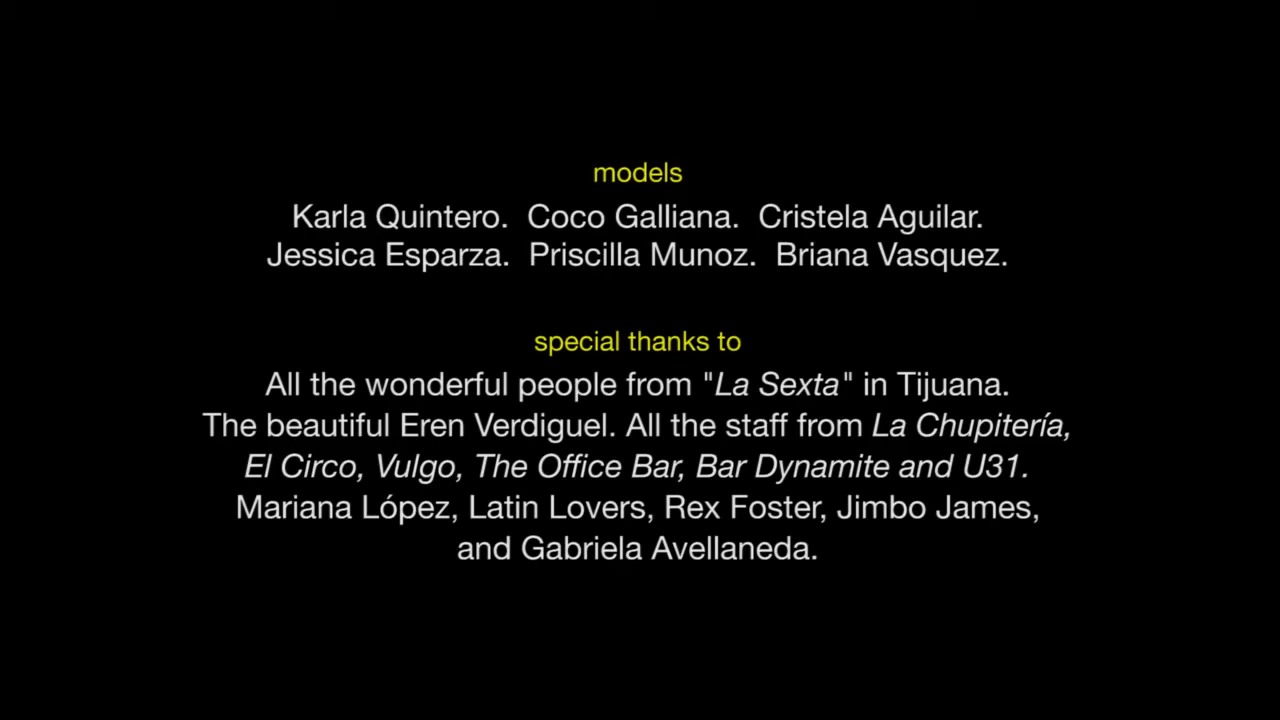 models
Karla Quintero. Coco Galliana. Cristela Aguilar.
Jessica Esparza. Priscilla Munoz. Briana Vasquez.
special thanks to
All the wonderful people from "La Sexta" in Tijuana.
The beautiful Eren Verdiguel. All the staff from La Chupitería,
El Circo, Vulgo, The Office Bar, Bar Dynamite and U31.
Mariana López, Latin Lovers, Rex Foster, Jimbo James,
and Gabriela Avellaneda.